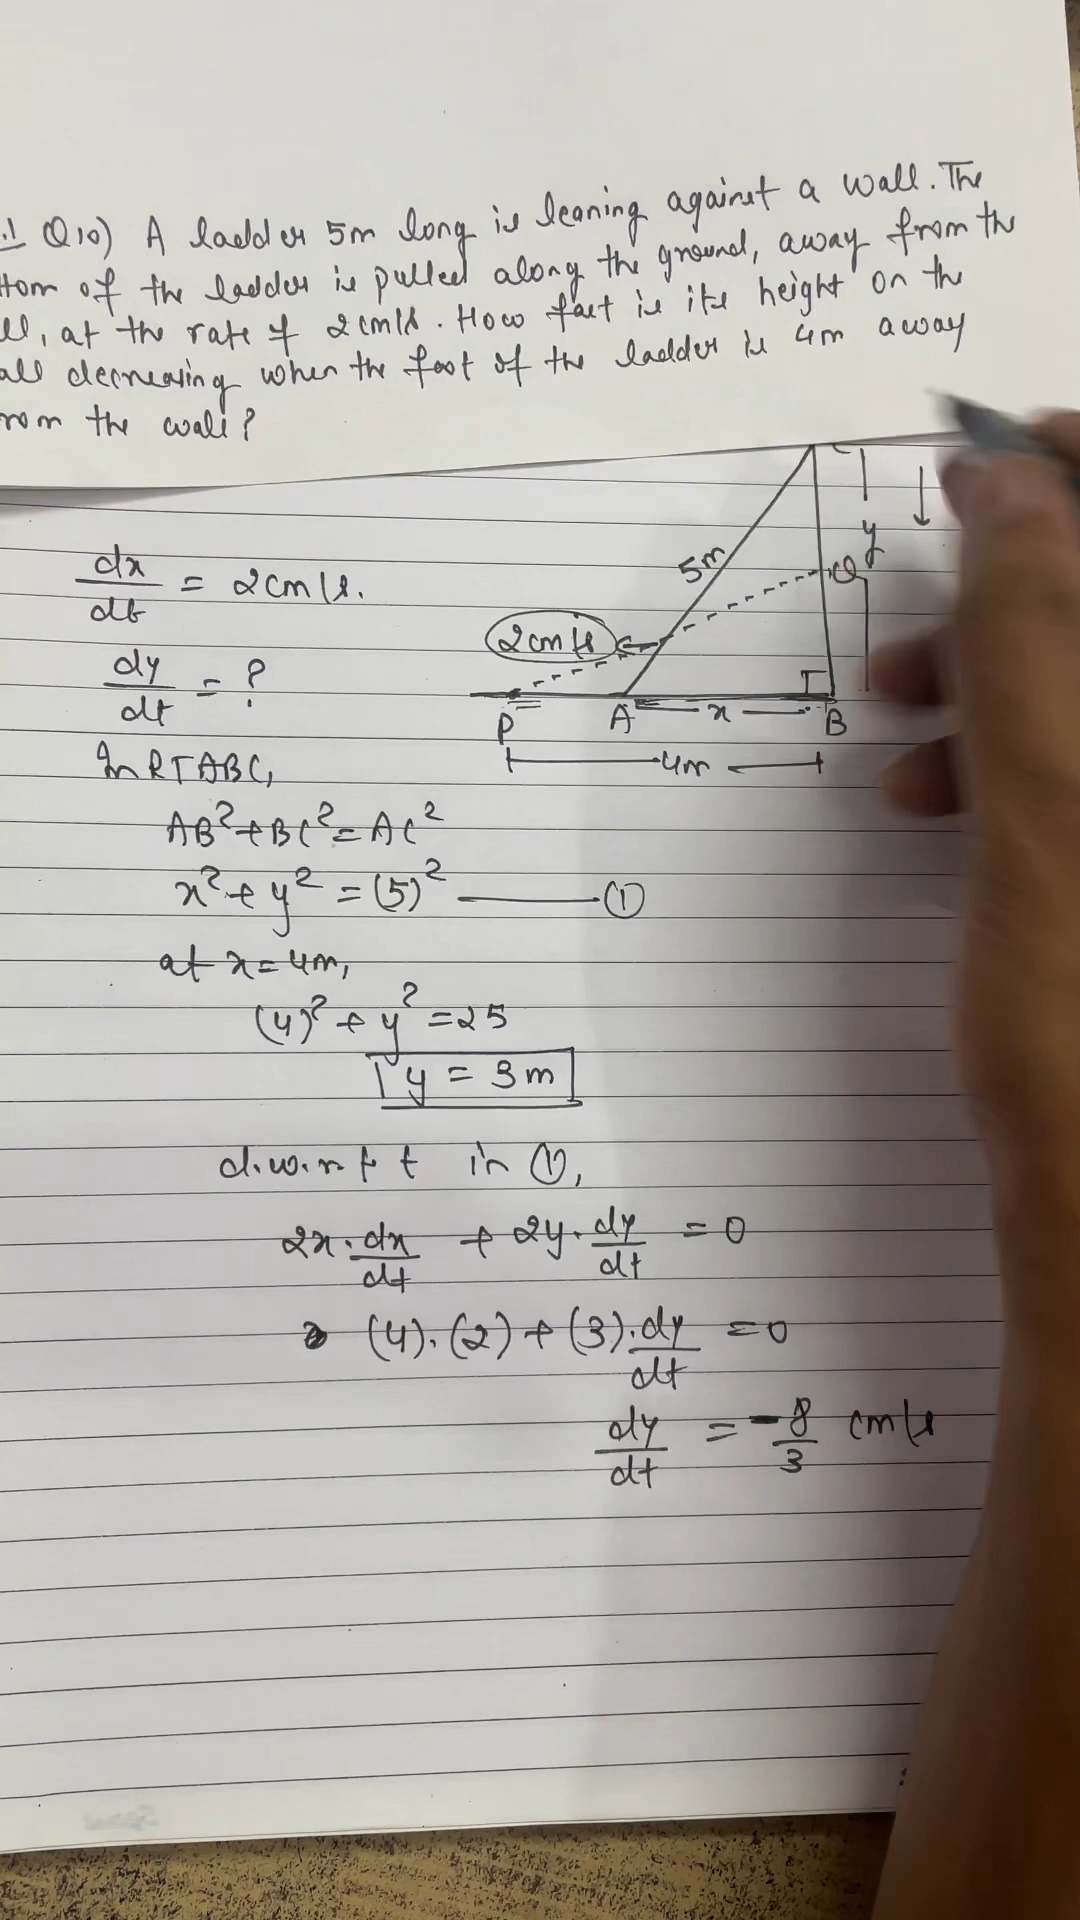 .1 Q10) A ladder 5m long is leaning against a wall. The
ttom of the ladder is pulled along the ground, away from the
ll, at the rate of 2cm/s. How fast is its height on the
all decreasing when the foot of the ladder is 4m away
rom the wall?
dx/dt = 2cm/s.
dy/dt = ?
5m
y
Q
2cm/s
P A x B
4m
In RT ABC,
AB² + BC² = AC²
x² + y² = (5)² ——— ①
at x = 4m,
(4)² + y² = 25
y = 3m
d.w.r.t t in ①,
2x · dx/dt + 2y · dy/dt = 0
(4)·(2) + (3)·dy/dt = 0
dy/dt = -8/3 cm/s